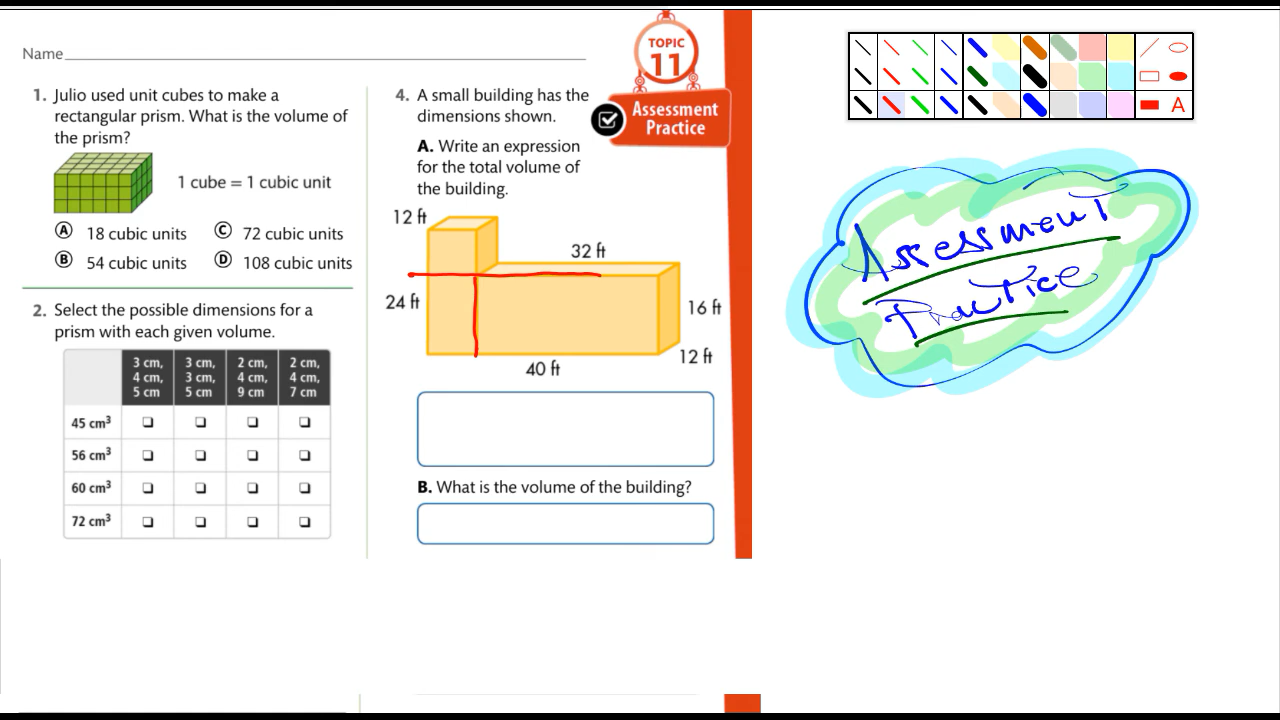 Name
TOPIC
11
Assessment
Practice
1. Julio used unit cubes to make a
rectangular prism. What is the volume of
the prism?
1 cube = 1 cubic unit
Ⓐ 18 cubic units
Ⓒ 72 cubic units
Ⓑ 54 cubic units
Ⓓ 108 cubic units
2. Select the possible dimensions for a
prism with each given volume.
3 cm,
4 cm,
5 cm
3 cm,
3 cm,
5 cm
2 cm,
4 cm,
9 cm
2 cm,
4 cm,
7 cm
45 cm³
56 cm³
60 cm³
72 cm³
4. A small building has the
dimensions shown.
A. Write an expression
for the total volume of
the building.
12 ft
32 ft
24 ft
16 ft
12 ft
40 ft
B. What is the volume of the building?
A
Assessment
Practice